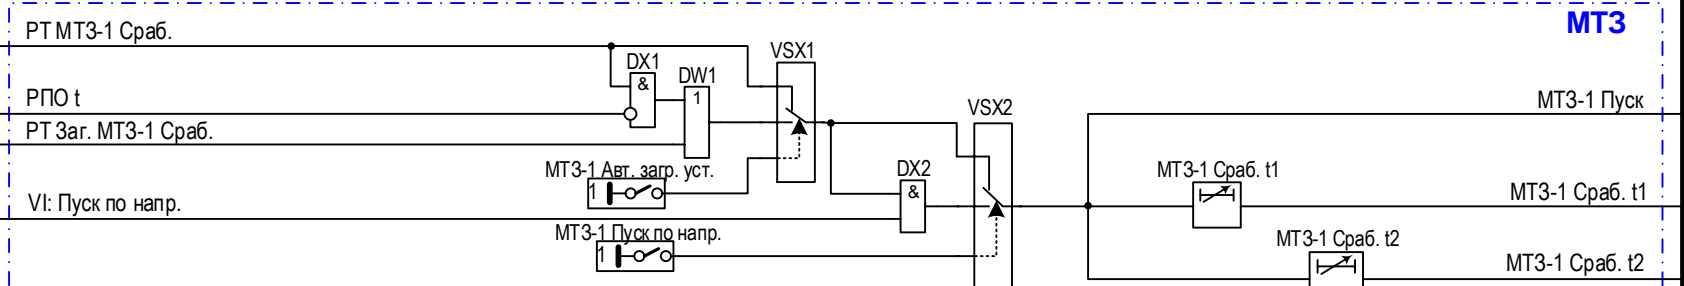 МТЗ
РТ МТЗ-1 Сраб.
VSX1
DX1
&
DW1
1
РПО t
VSX2
МТЗ-1 Пуск
РТ Заг. МТЗ-1 Сраб.
МТЗ-1 Авт. загр. уст.
1
DX2
&
МТЗ-1 Сраб. t1
МТЗ-1 Сраб. t1
VI: Пуск по напр.
МТЗ-1 Пуск по напр.
1
МТЗ-1 Сраб. t2
МТЗ-1 Сраб. t2